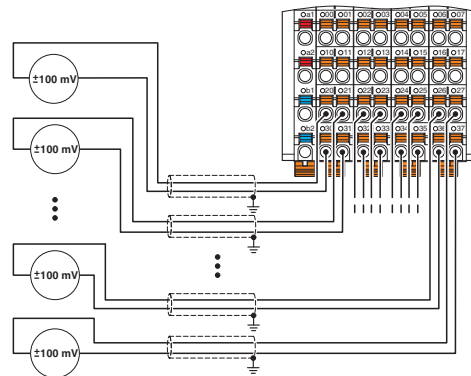 a1 00 01 02 03 04 05 06 07
a2 10 11 12 13 14 15 16 17
b1 20 21 22 23 24 25 26 27
b2 30 31 32 33 34 35 36 37
±100 mV
±100 mV
±100 mV
±100 mV